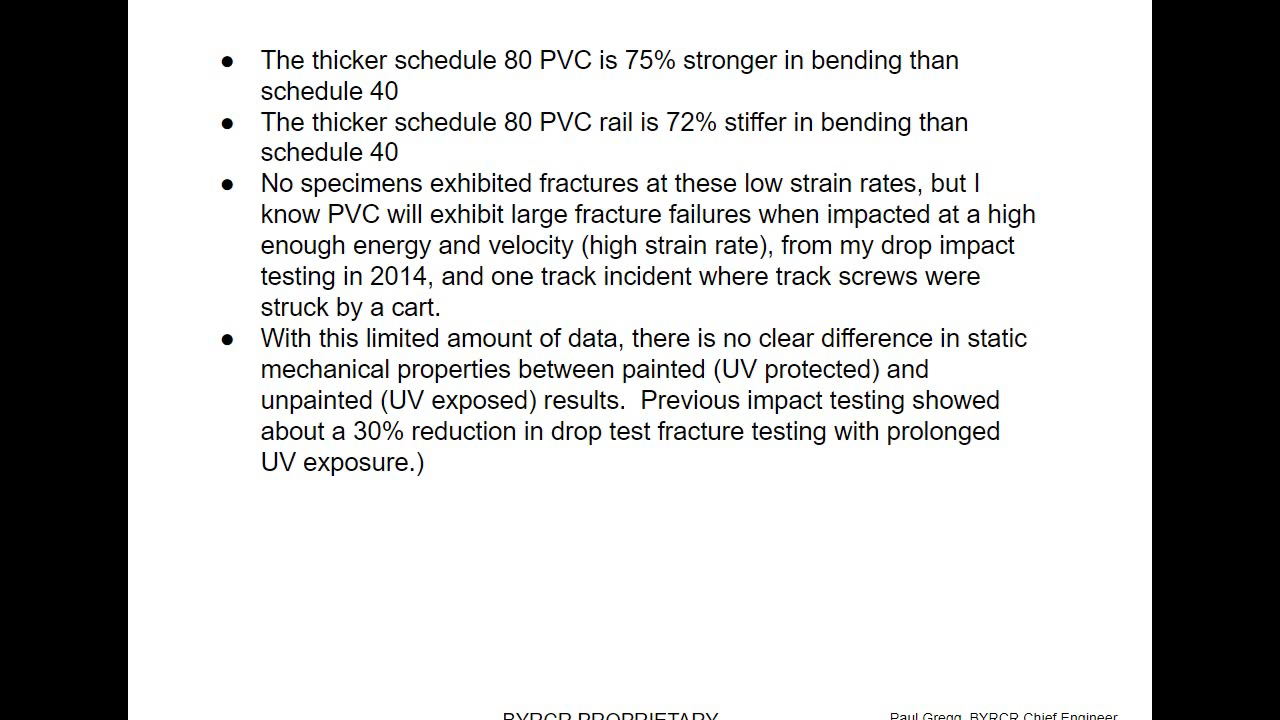 ● The thicker schedule 80 PVC is 75% stronger in bending than
schedule 40
● The thicker schedule 80 PVC rail is 72% stiffer in bending than
schedule 40
● No specimens exhibited fractures at these low strain rates, but I
know PVC will exhibit large fracture failures when impacted at a high
enough energy and velocity (high strain rate), from my drop impact
testing in 2014, and one track incident where track screws were
struck by a cart.
● With this limited amount of data, there is no clear difference in static
mechanical properties between painted (UV protected) and
unpainted (UV exposed) results.  Previous impact testing showed
about a 30% reduction in drop test fracture testing with prolonged
UV exposure.)
BYRCR PROPRIETARY
Paul Gregg, BYRCR Chief Engineer